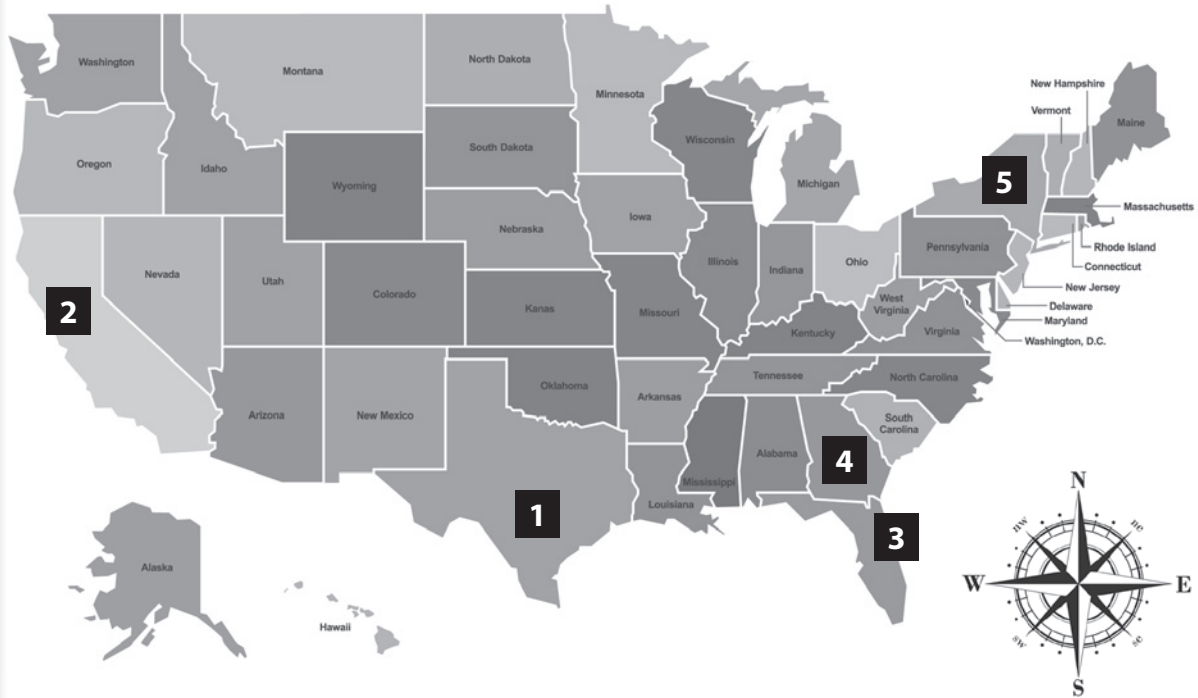 Washington
Montana
North Dakota
Minnesota
Oregon
Idaho
Wyoming
South Dakota
Wisconsin
Michigan
New Hampshire
Vermont
Maine
5
Massachusetts
Rhode Island
Connecticut
New Jersey
Delaware
Maryland
Washington, D.C.
2
Nevada
Utah
Colorado
Nebraska
Iowa
Kanas
Missouri
Illinois
Indiana
Ohio
Pennsylvania
West
Virginia
Virginia
Kentucky
Arizona
New Mexico
Oklahoma
Arkansas
Tennessee
North Carolina
South
Carolina
1
Louisiana
Mississippi
Alabama
4
3
Alaska
Hawaii
N
nw
ne
W
E
sw
se
S